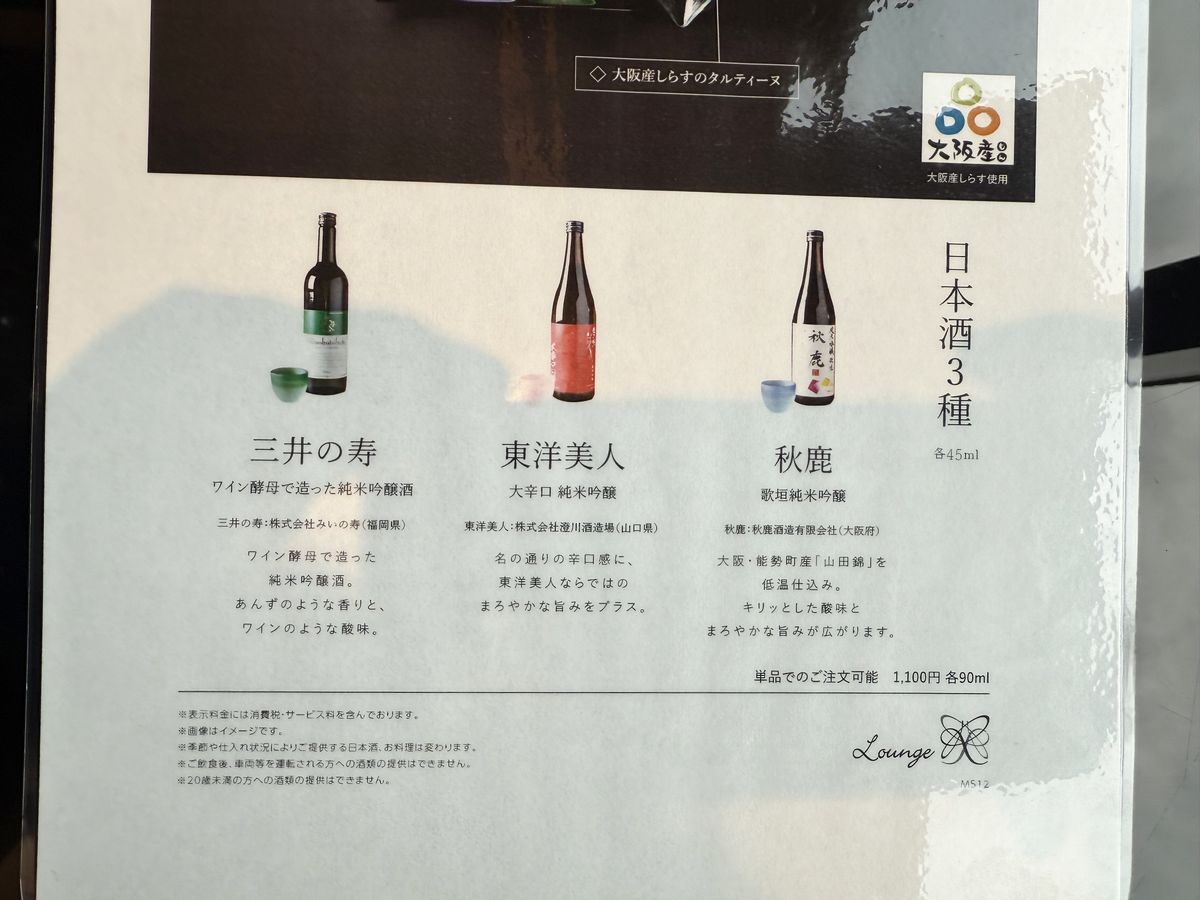 ◇ 大阪産しらすのタルティーヌ
大阪産
大阪産しらす使用
日本酒3種
各45ml
秋鹿
三井の寿
ワイン酵母で造った純米吟醸酒
三井の寿:株式会社みいの寿(福岡県)
ワイン酵母で造った
純米吟醸酒。
あんずのような香りと、
ワインのような酸味。
東洋美人
大辛口 純米吟醸
東洋美人:株式会社澄川酒造場(山口県)
名の通りの辛口感に、
東洋美人ならではの
まろやかな旨みをプラス。
秋鹿
歌垣純米吟醸
秋鹿:秋鹿酒造有限会社(大阪府)
大阪・能勢町産「山田錦」を
低温仕込み。
キリッとした酸味と
まろやかな旨みが広がります。
単品でのご注文可能 1,100円 各90ml
※表示料金には消費税・サービス料を含んでおります。
※画像はイメージです。
※季節や仕入れ状況によりご提供する日本酒、お料理は変わります。
※ご飲食後、車両等を運転される方への酒類の提供はできません。
※20歳未満の方への酒類の提供はできません。
Lounge
M512